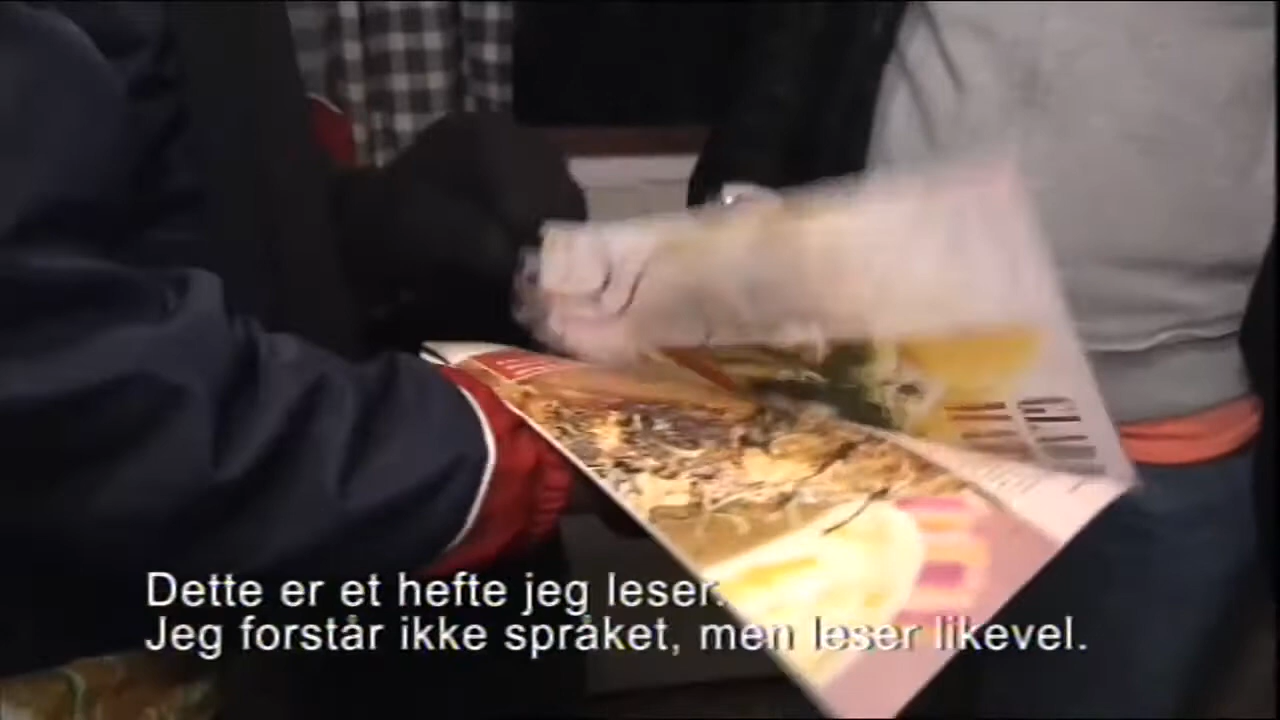 Dette er et hefte jeg leser.
Jeg forstår ikke språket, men leser likevel.